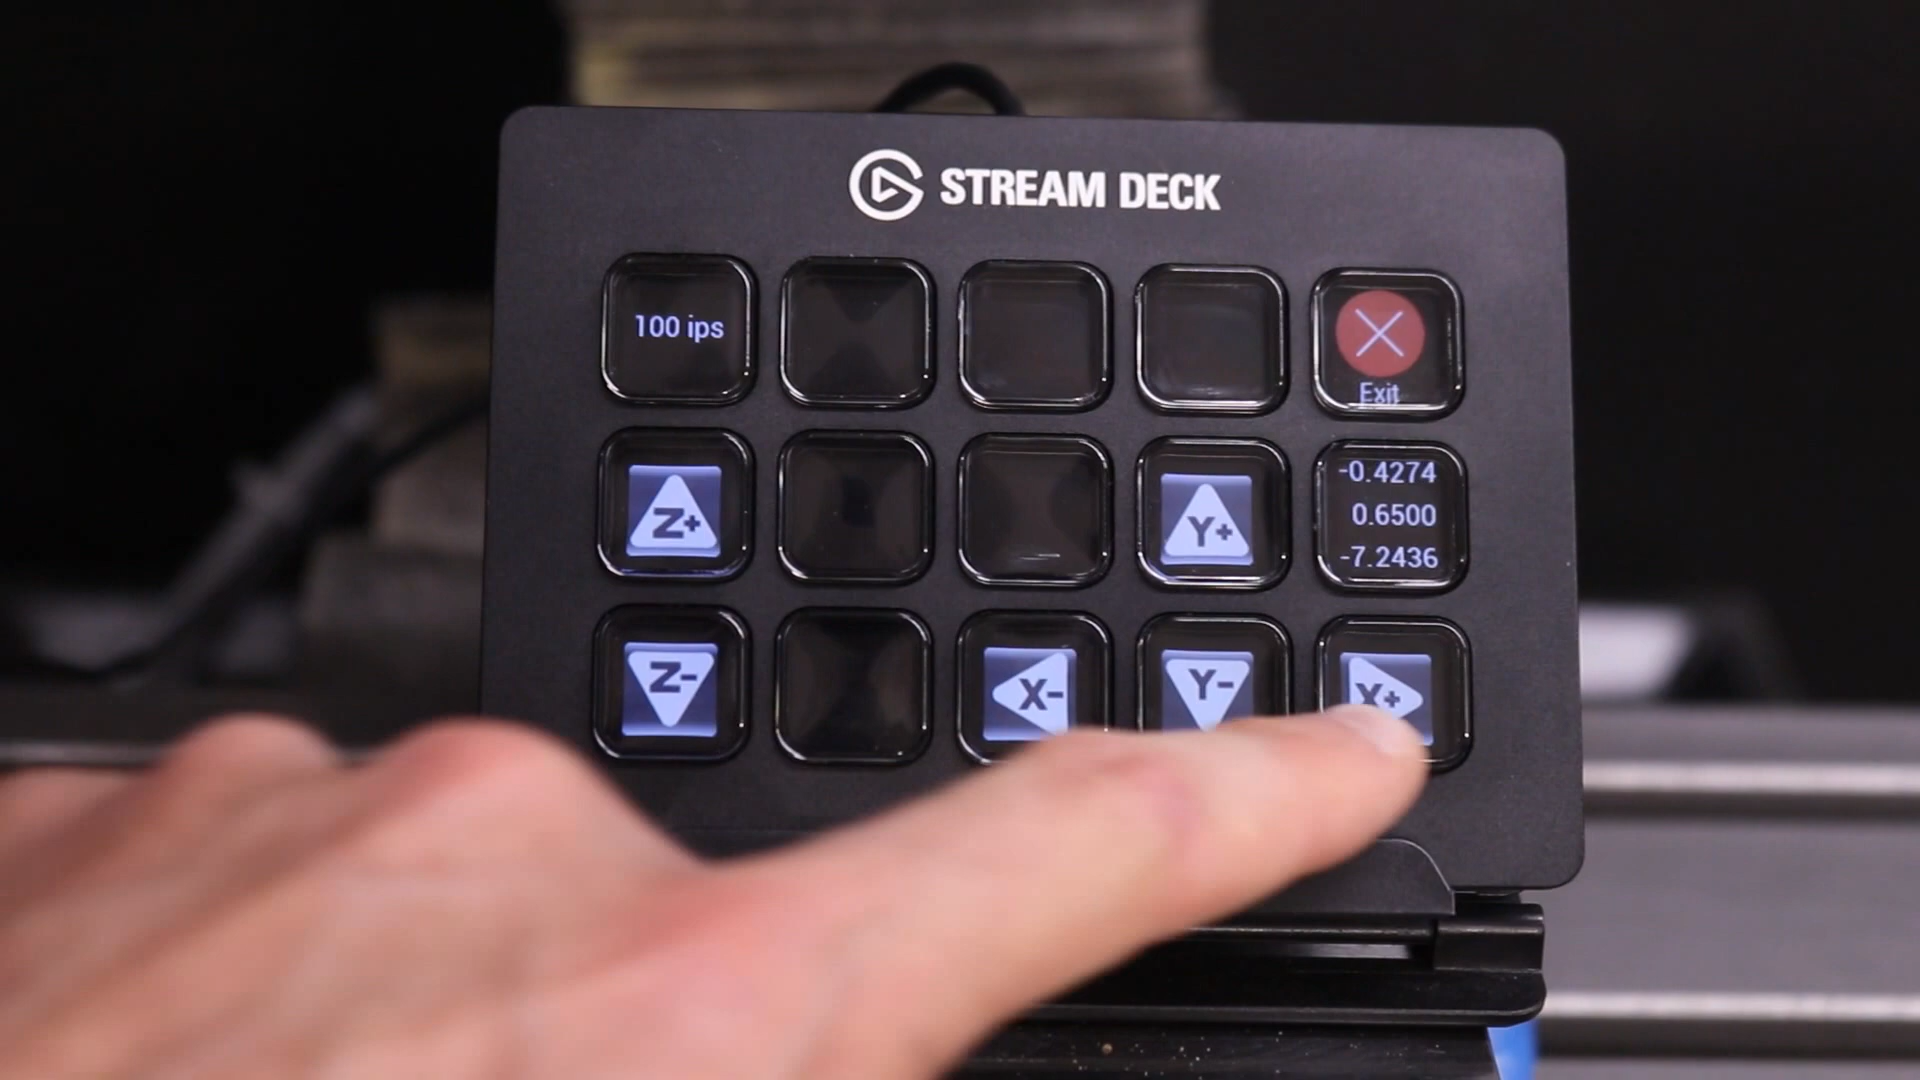 STREAM DECK
100 ips
Exit
Z+
Y+
-0.4274
0.6500
-7.2436
Z-
X-
Y-
X+